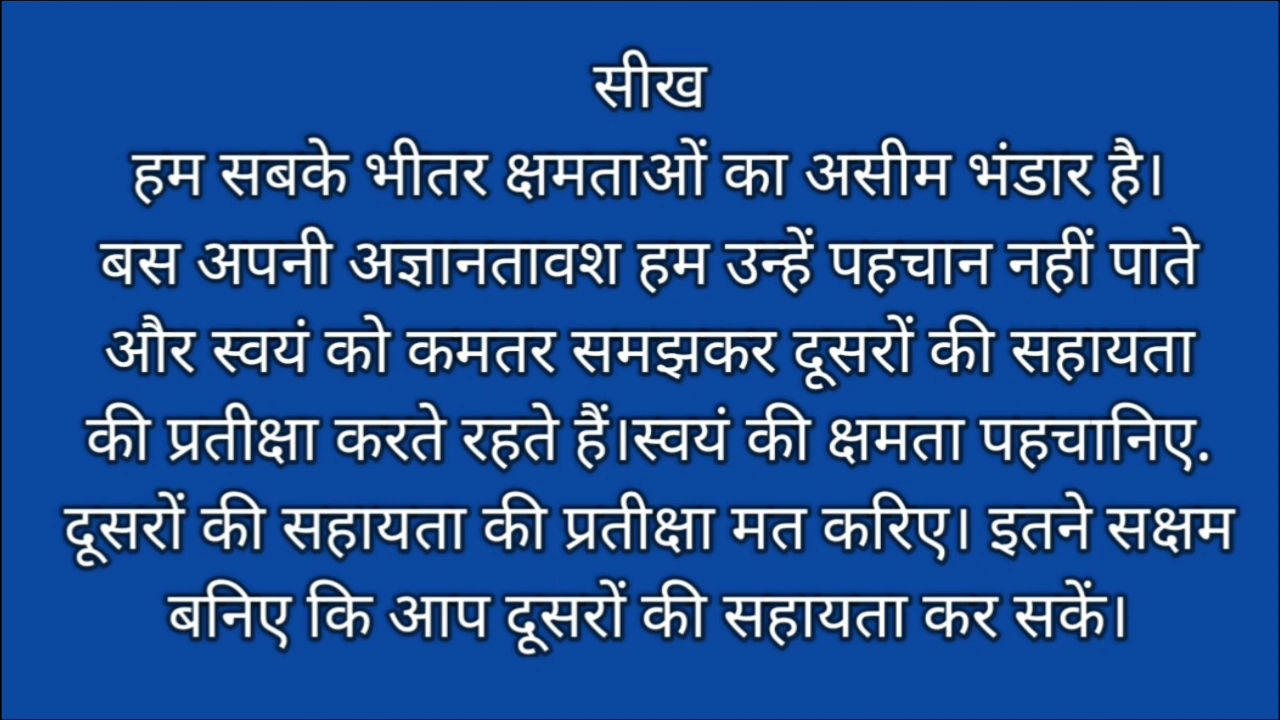 सीख
हम सबके भीतर क्षमताओं का असीम भंडार है।
बस अपनी अज्ञानतावश हम उन्हें पहचान नहीं पाते
और स्वयं को कमतर समझकर दूसरों की सहायता
की प्रतीक्षा करते रहते हैं।स्वयं की क्षमता पहचानिए.
दूसरों की सहायता की प्रतीक्षा मत करिए। इतने सक्षम
बनिए कि आप दूसरों की सहायता कर सकें।